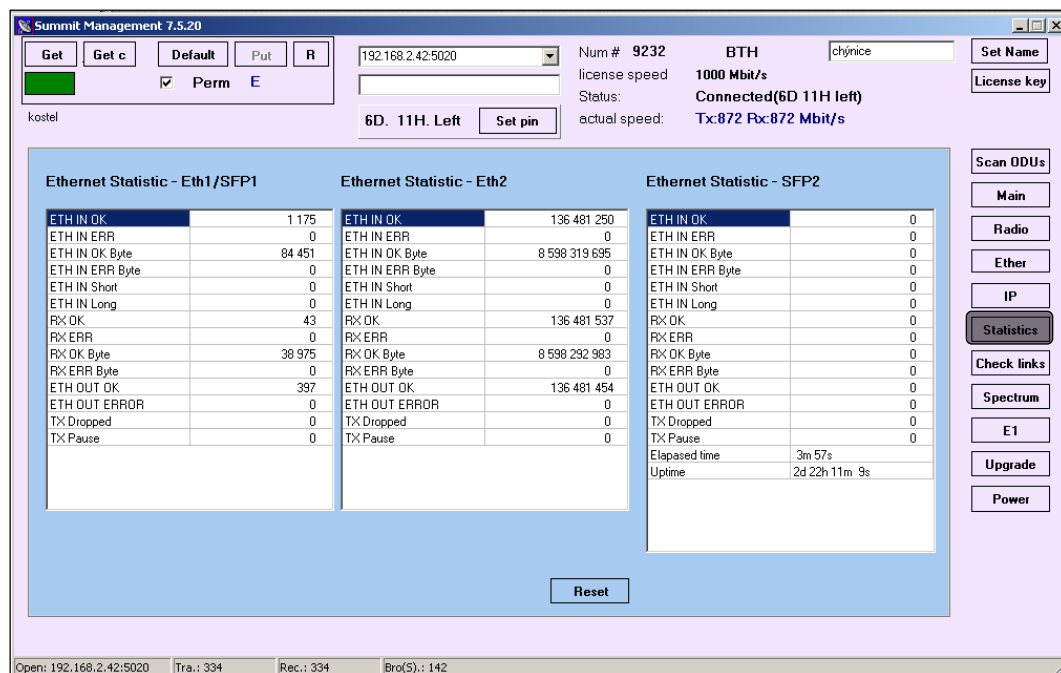 Summit Management 7.5.20
Get Get c Default Put R
Perm E
kostel
192.168.2.42:5020
6D. 11H. Left Set pin
Num # 9232 BTH chýnice
license speed 1000 Mbit/s
Status: Connected(6D 11H left)
actual speed: Tx:872 Rx:872 Mbit/s
Set Name
License key
Ethernet Statistic - Eth1/SFP1
ETH IN OK 1 175
ETH IN ERR 0
ETH IN OK Byte 84 451
ETH IN ERR Byte 0
ETH IN Short 0
ETH IN Long 0
RX OK 43
RX ERR 0
RX OK Byte 38 975
RX ERR Byte 0
ETH OUT OK 397
ETH OUT ERROR 0
TX Dropped 0
TX Pause 0
Ethernet Statistic - Eth2
ETH IN OK 136 481 250
ETH IN ERR 0
ETH IN OK Byte 8 598 319 695
ETH IN ERR Byte 0
ETH IN Short 0
ETH IN Long 0
RX OK 136 481 537
RX ERR 0
RX OK Byte 8 598 292 983
RX ERR Byte 0
ETH OUT OK 136 481 454
ETH OUT ERROR 0
TX Dropped 0
TX Pause 0
Ethernet Statistic - SFP2
ETH IN OK 0
ETH IN ERR 0
ETH IN OK Byte 0
ETH IN ERR Byte 0
ETH IN Short 0
ETH IN Long 0
RX OK 0
RX ERR 0
RX OK Byte 0
RX ERR Byte 0
ETH OUT OK 0
ETH OUT ERROR 0
TX Dropped 0
TX Pause 0
Elapased time 3m 57s
Uptime 2d 22h 11m 9s
Reset
Scan ODUs
Main
Radio
Ether
IP
Statistics
Check links
Spectrum
E1
Upgrade
Power
Open: 192.168.2.42:5020 Tra.: 334 Rec.: 334 Bro(S).: 142